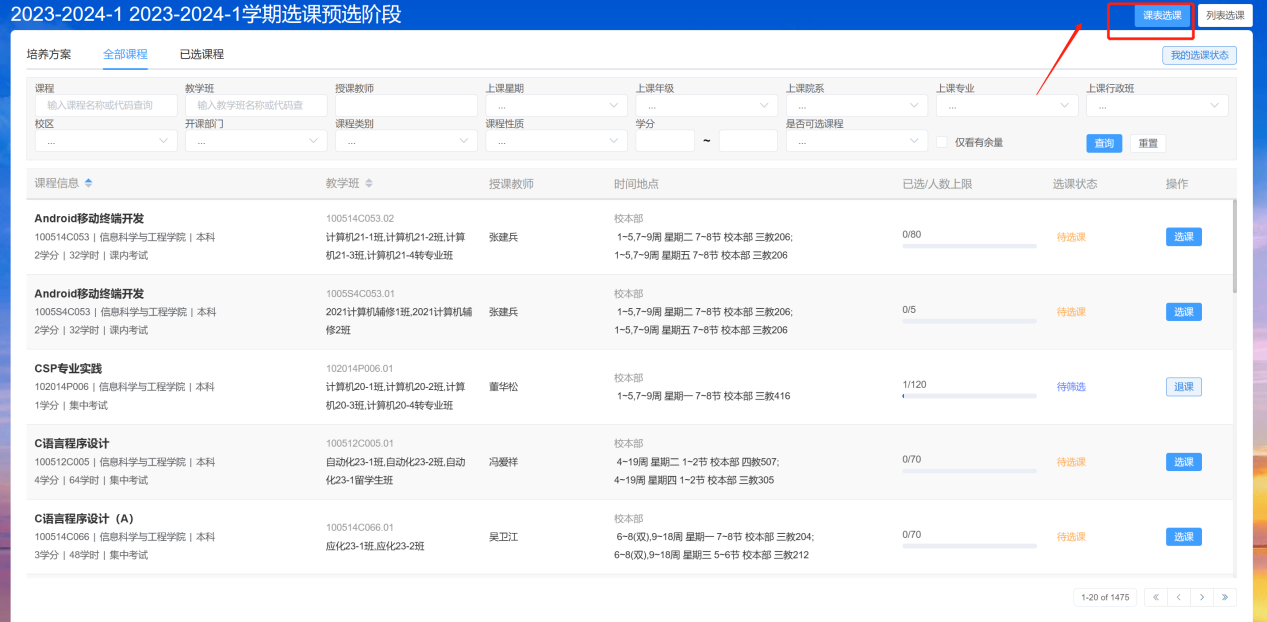 2023-2024-1 2023-2024-1学期选课预选阶段
课表选课 列表选课
培养方案 全部课程 已选课程 我的选课状态
课程 教学班 授课教师 上课星期 上课年级 上课院系 上课专业 上课行政班
输入课程名称或代码查询 输入教学班名称或代码查 ... ... ... ... ...
校区 开课部门 课程类别 课程性质 学分 是否可选课程
... ... ... ... ~ ... 仅看有余量 查询 重置
课程信息 教学班 授课教师 时间地点 已选/人数上限 选课状态 操作
Android移动终端开发 100514C053.02 校本部
100514C053 | 信息科学与工程学院 | 本科 计算机21-1班,计算机21-2班,计算 张建兵 1~5,7~9周 星期二 7~8节 校本部 三教206; 0/80 待选课 选课
2学分 | 32学时 | 课内考试 机21-3班,计算机21-4转专业班 1~5,7~9周 星期五 7~8节 校本部 三教206
Android移动终端开发 1005S4C053.01 校本部
1005S4C053 | 信息科学与工程学院 | 本科 2021计算机辅修1班,2021计算机辅 张建兵 1~5,7~9周 星期二 7~8节 校本部 三教206; 0/5 待选课 选课
2学分 | 32学时 | 课内考试 修2班 1~5,7~9周 星期五 7~8节 校本部 三教206
CSP专业实践 102014P006.01 校本部
102014P006 | 信息科学与工程学院 | 本科 计算机20-1班,计算机20-2班,计算 董华松 1~5,7~9周 星期一 7~8节 校本部 三教416 1/120 待筛选 退课
1学分 | 集中考试 机20-3班,计算机20-4转专业班
C语言程序设计 100512C005.01 校本部
100512C005 | 信息科学与工程学院 | 本科 自动化23-1班,自动化23-2班,自动 冯爱祥 4~19周 星期二 1~2节 校本部 四教507; 0/70 待选课 选课
4学分 | 64学时 | 集中考试 化23-1留学生班 4~19周 星期四 1~2节 校本部 三教305
C语言程序设计（A） 100514C066.01 校本部
100514C066 | 信息科学与工程学院 | 本科 应化23-1班,应化23-2班 吴卫江 6~8(双),9~18周 星期一 7~8节 校本部 三教204; 0/70 待选课 选课
3学分 | 48学时 | 集中考试 6~8(双),9~18周 星期三 5~6节 校本部 三教212
1-20 of 1475 « ‹ › »